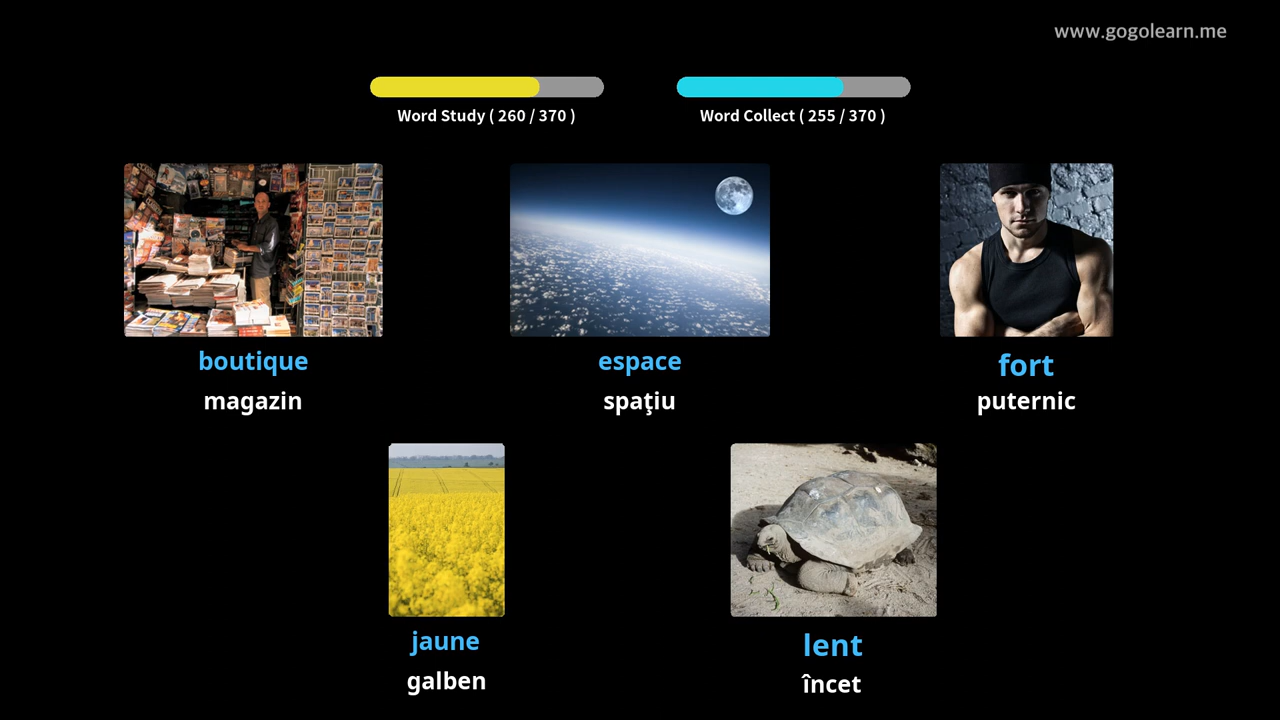 www.gogolearn.me
Word Study ( 260 / 370 )
Word Collect ( 255 / 370 )
boutique
magazin
espace
spaţiu
fort
puternic
jaune
galben
lent
încet